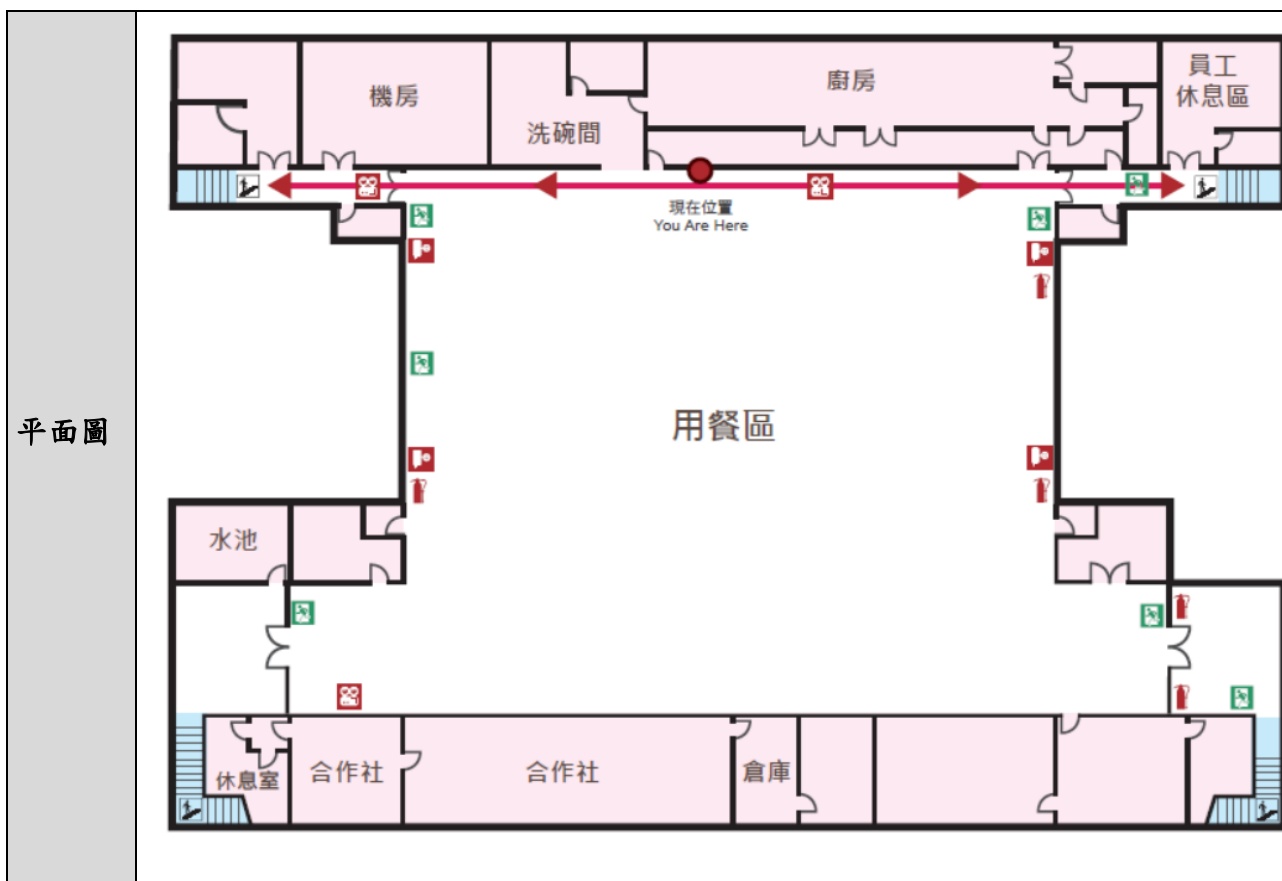 平面圖
機房
洗碗間
廚房
員工
休息區
現在位置
You Are Here
用餐區
水池
休息室
合作社
合作社
倉庫